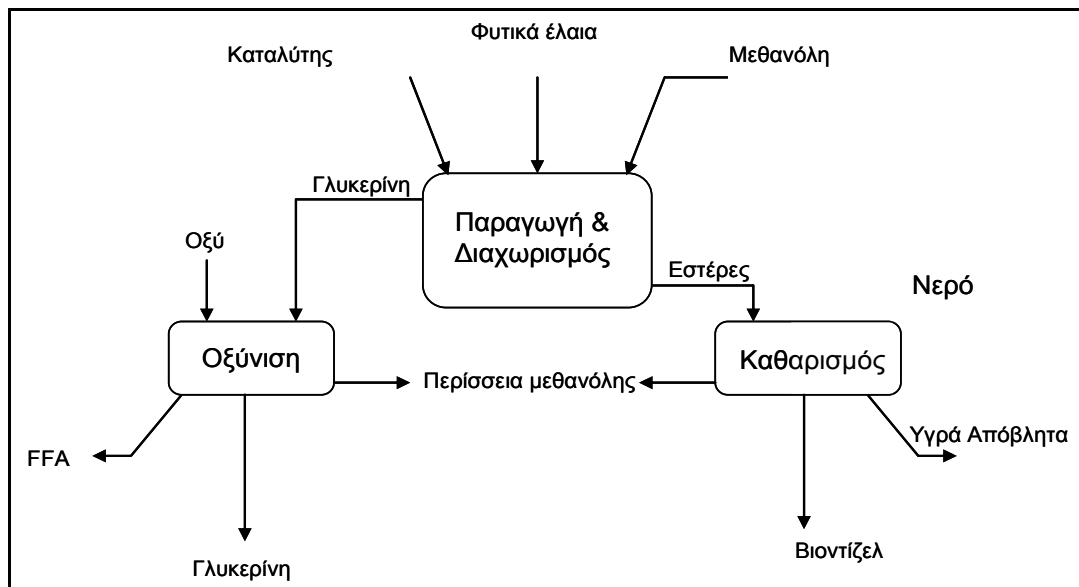 Φυτικά έλαια
Καταλύτης
Μεθανόλη
Γλυκερίνη
Παραγωγή &
Διαχωρισμός
Οξύ
Εστέρες
Νερό
Οξύνιση
Καθαρισμός
Περίσσεια μεθανόλης
Υγρά Απόβλητα
FFA
Βιοντίζελ
Γλυκερίνη